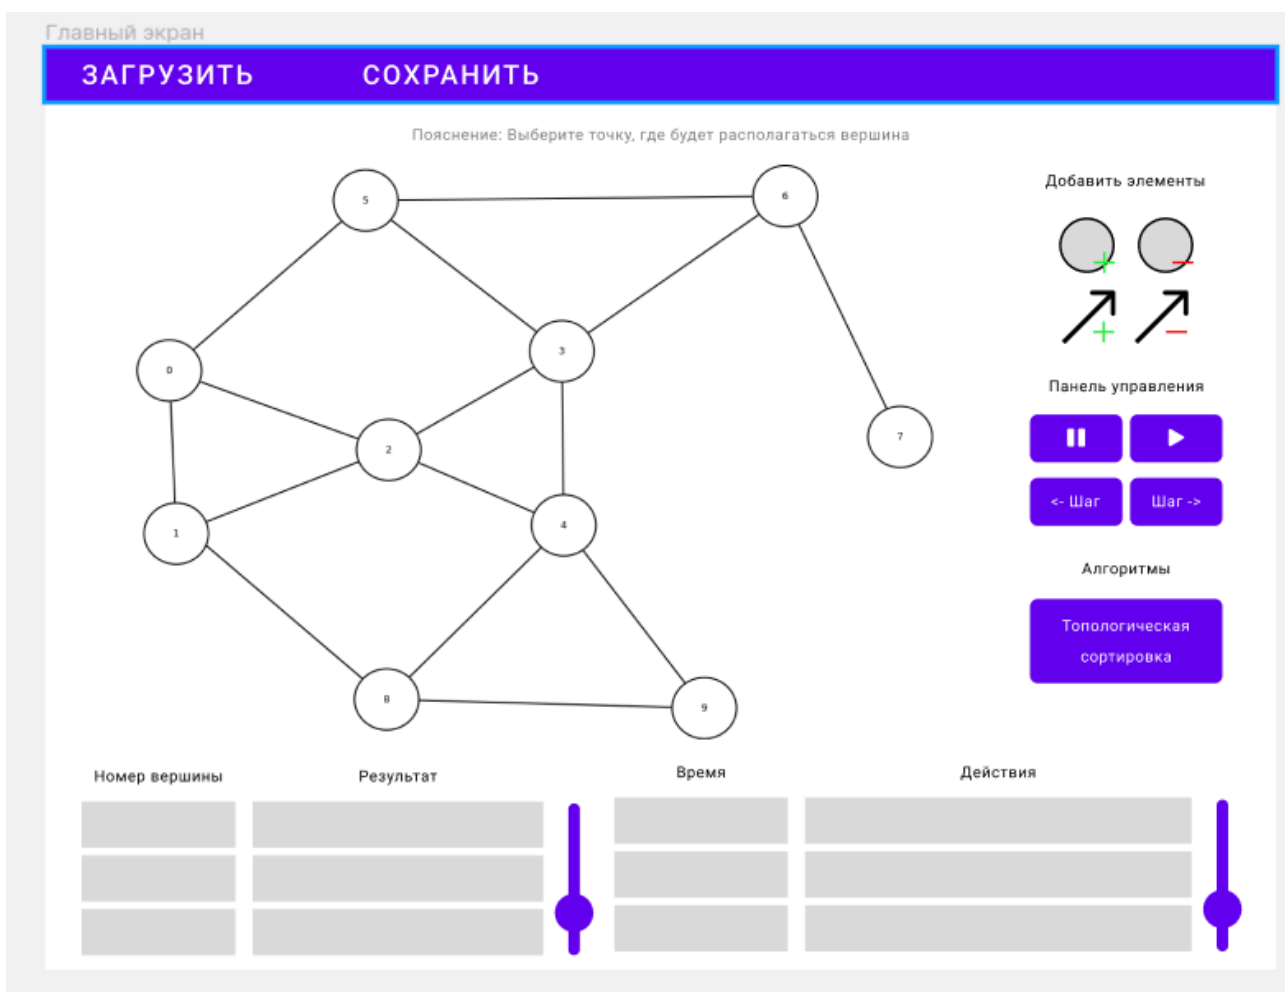 Главный экран
ЗАГРУЗИТЬ СОХРАНИТЬ
Пояснение: Выберите точку, где будет располагаться вершина
5
6
0
3
2
7
1
4
8
9
Добавить элементы
Панель управления
<- Шаг
Шаг ->
Алгоритмы
Топологическая
сортировка
Номер вершины
Результат
Время
Действия